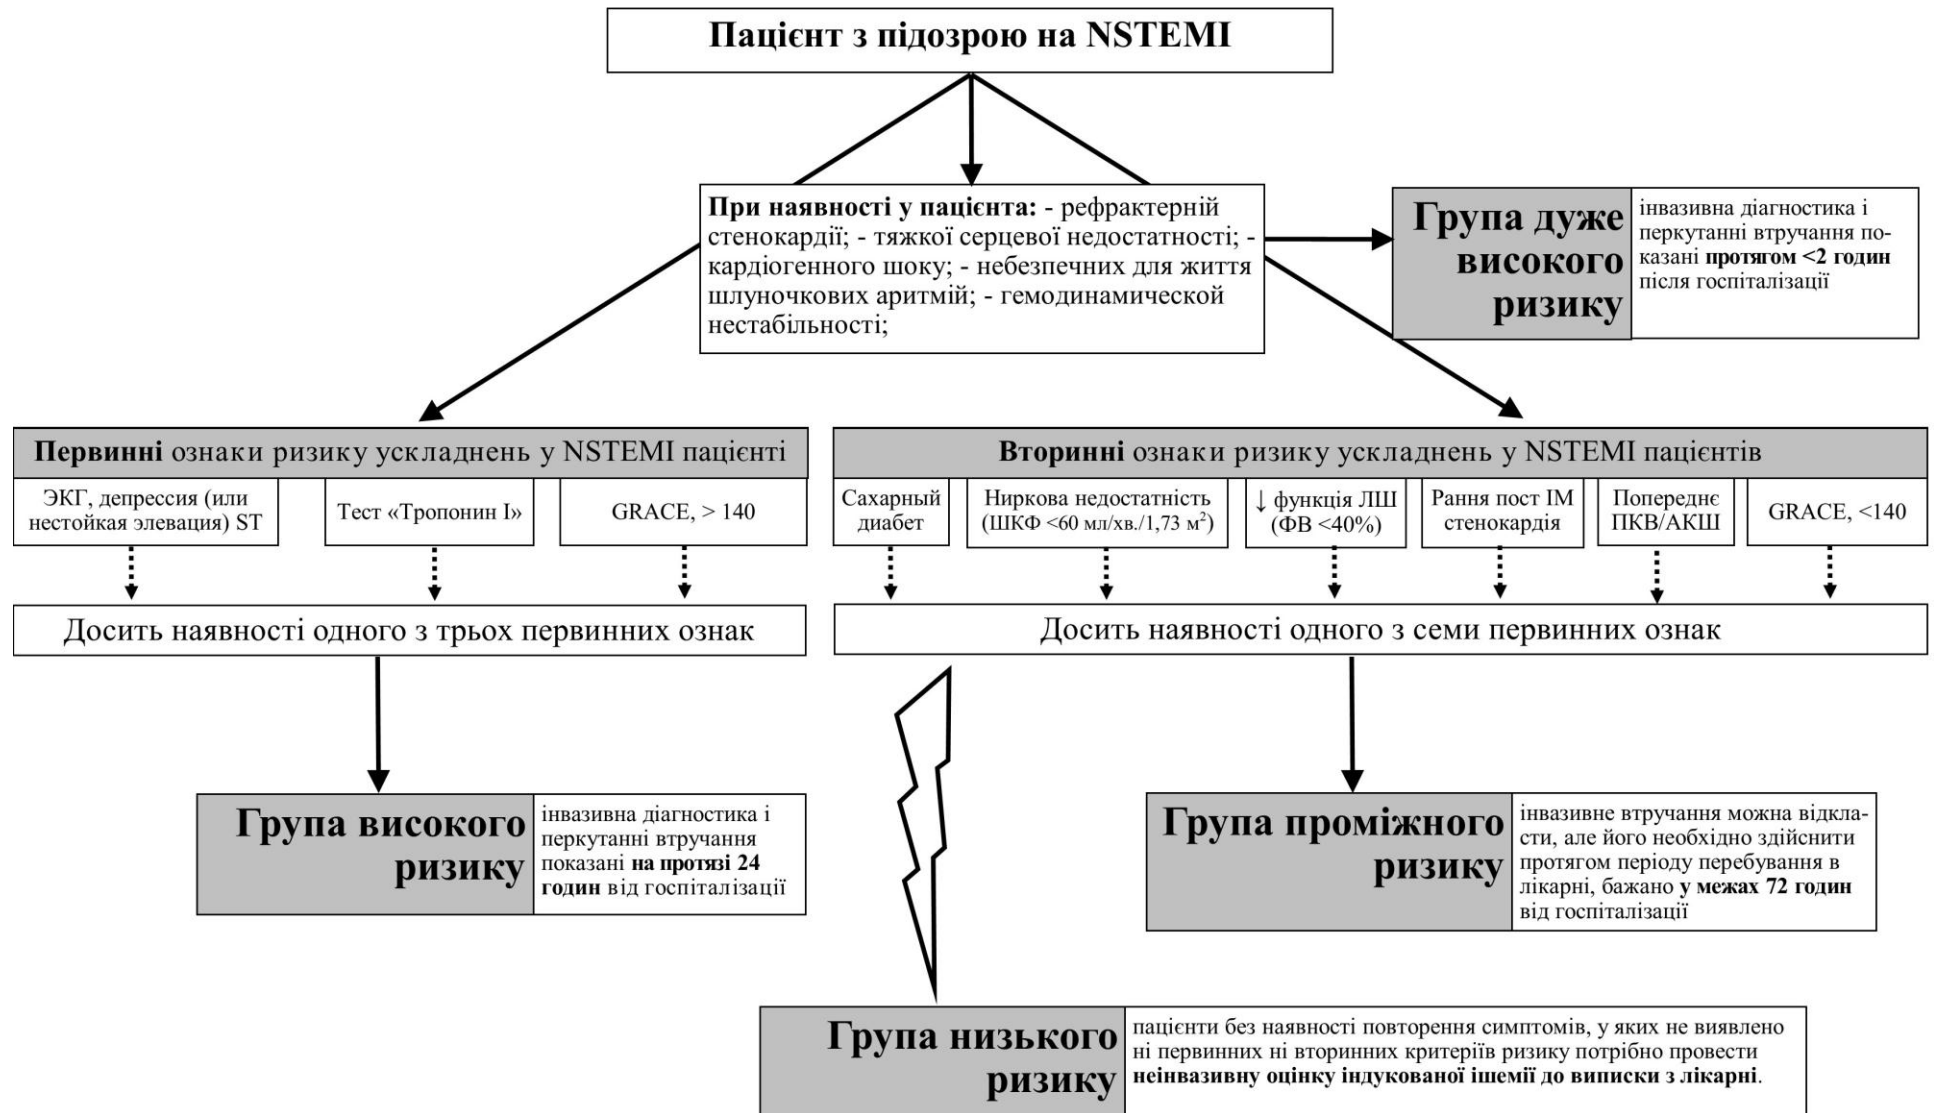 Пацієнт з підозрою на NSTEMI
При наявності у пацієнта: - рефрактерній
стенокардії; - тяжкої серцевої недостатності; -
кардіогенного шоку; - небезпечних для життя
шлуночкових аритмій; - гемодинамической
нестабільності;
Група дуже
високого
ризику
інвазивна діагностика і
перкутанні втручання по-
казані протягом <2 годин
після госпіталізації
Первинні ознаки ризику ускладнень у NSTEMI пацієнті
ЭКГ, депрессия (или
нестойкая элевация) ST
Тест «Тропонин I»
GRACE, > 140
Досить наявності одного з трьох первинних ознак
Вторинні ознаки ризику ускладнень у NSTEMI пацієнтів
Сахарный
диабет
Ниркова недостатність
(ШКФ <60 мл/хв./1,73 м²)
↓ функція ЛШ
(ФВ <40%)
Рання пост ІМ
стенокардія
Попереднє
ПКВ/АКШ
GRACE, <140
Досить наявності одного з семи первинних ознак
Група високого
ризику
інвазивна діагностика і
перкутанні втручання
показані на протязі 24
годин від госпіталізації
Група проміжного
ризику
інвазивне втручання можна відкла-
сти, але його необхідно здійснити
протягом періоду перебування в
лікарні, бажано у межах 72 годин
від госпіталізації
Група низького
ризику
пацієнти без наявності повторення симптомів, у яких не виявлено
ні первинних ні вторинних критеріїв ризику потрібно провести
неінвазивну оцінку індукованої ішемії до виписки з лікарні.